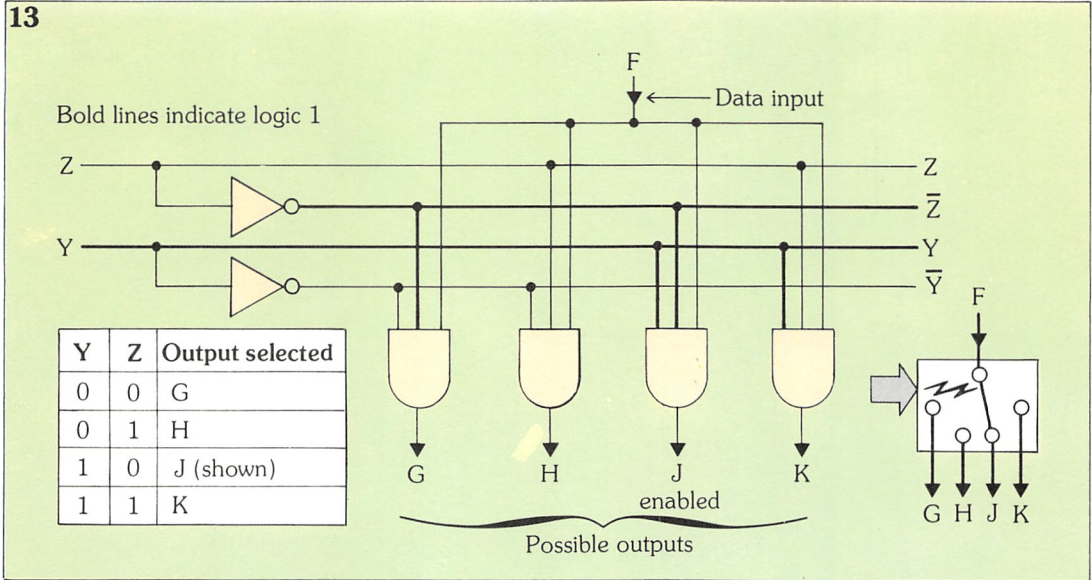 13
F
Data input
Bold lines indicate logic 1
Z Z
Z̅
Y Y
Y̅
Y Z Output selected
0 0 G
0 1 H
1 0 J (shown)
1 1 K
G H J K
enabled
Possible outputs
F
G H J K